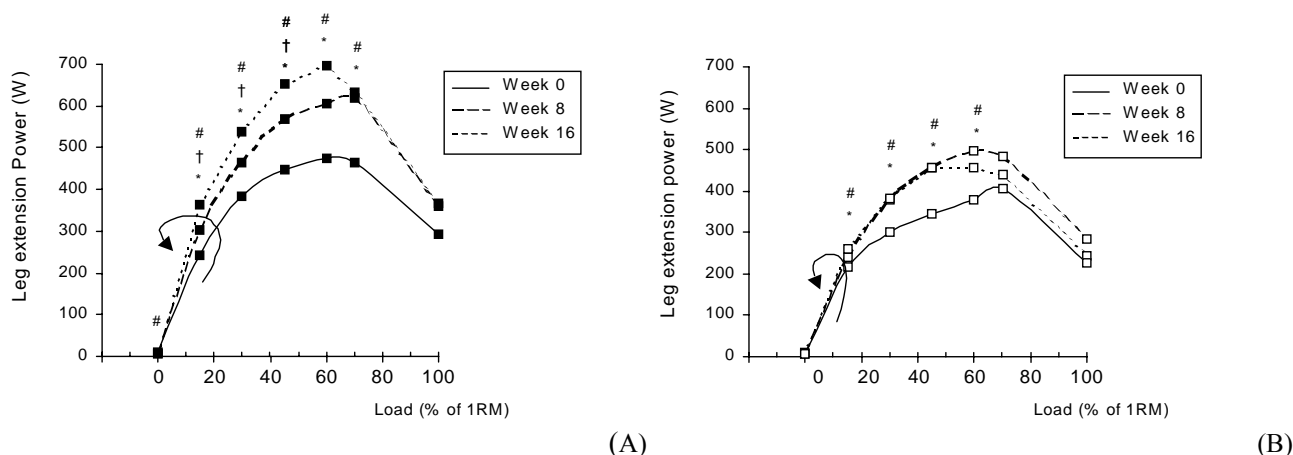 #
#
†
*
#
†
*
#
†
*
#
*
#
*
#
Leg extension Power (W)
700
600
500
400
300
200
100
0
0 20 40 60 80 100
Load (% of 1RM)
Week 0
Week 8
Week 16
(A)
#
*
#
*
#
*
#
*
Leg extension power (W)
700
600
500
400
300
200
100
0
0 20 40 60 80 100
Load (% of 1RM)
Week 0
Week 8
Week 16
(B)